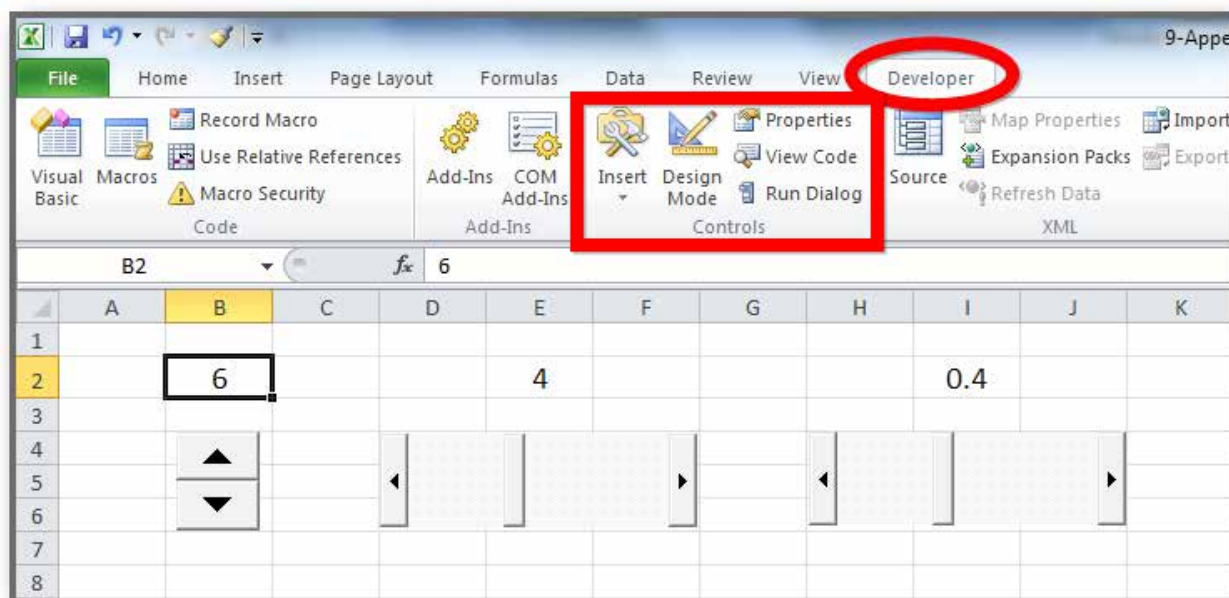 9-Appe
File Home Insert Page Layout Formulas Data Review View Developer
Visual Basic
Macros
Record Macro
Use Relative References
Macro Security
Code
Add-Ins
COM Add-Ins
Add-Ins
Insert
Design Mode
Properties
View Code
Run Dialog
Controls
Source
Map Properties
Expansion Packs
Refresh Data
Import
Export
XML
B2 fx 6
A B C D E F G H I J K
1
2 6 4 0.4
3
4
5
6
7
8